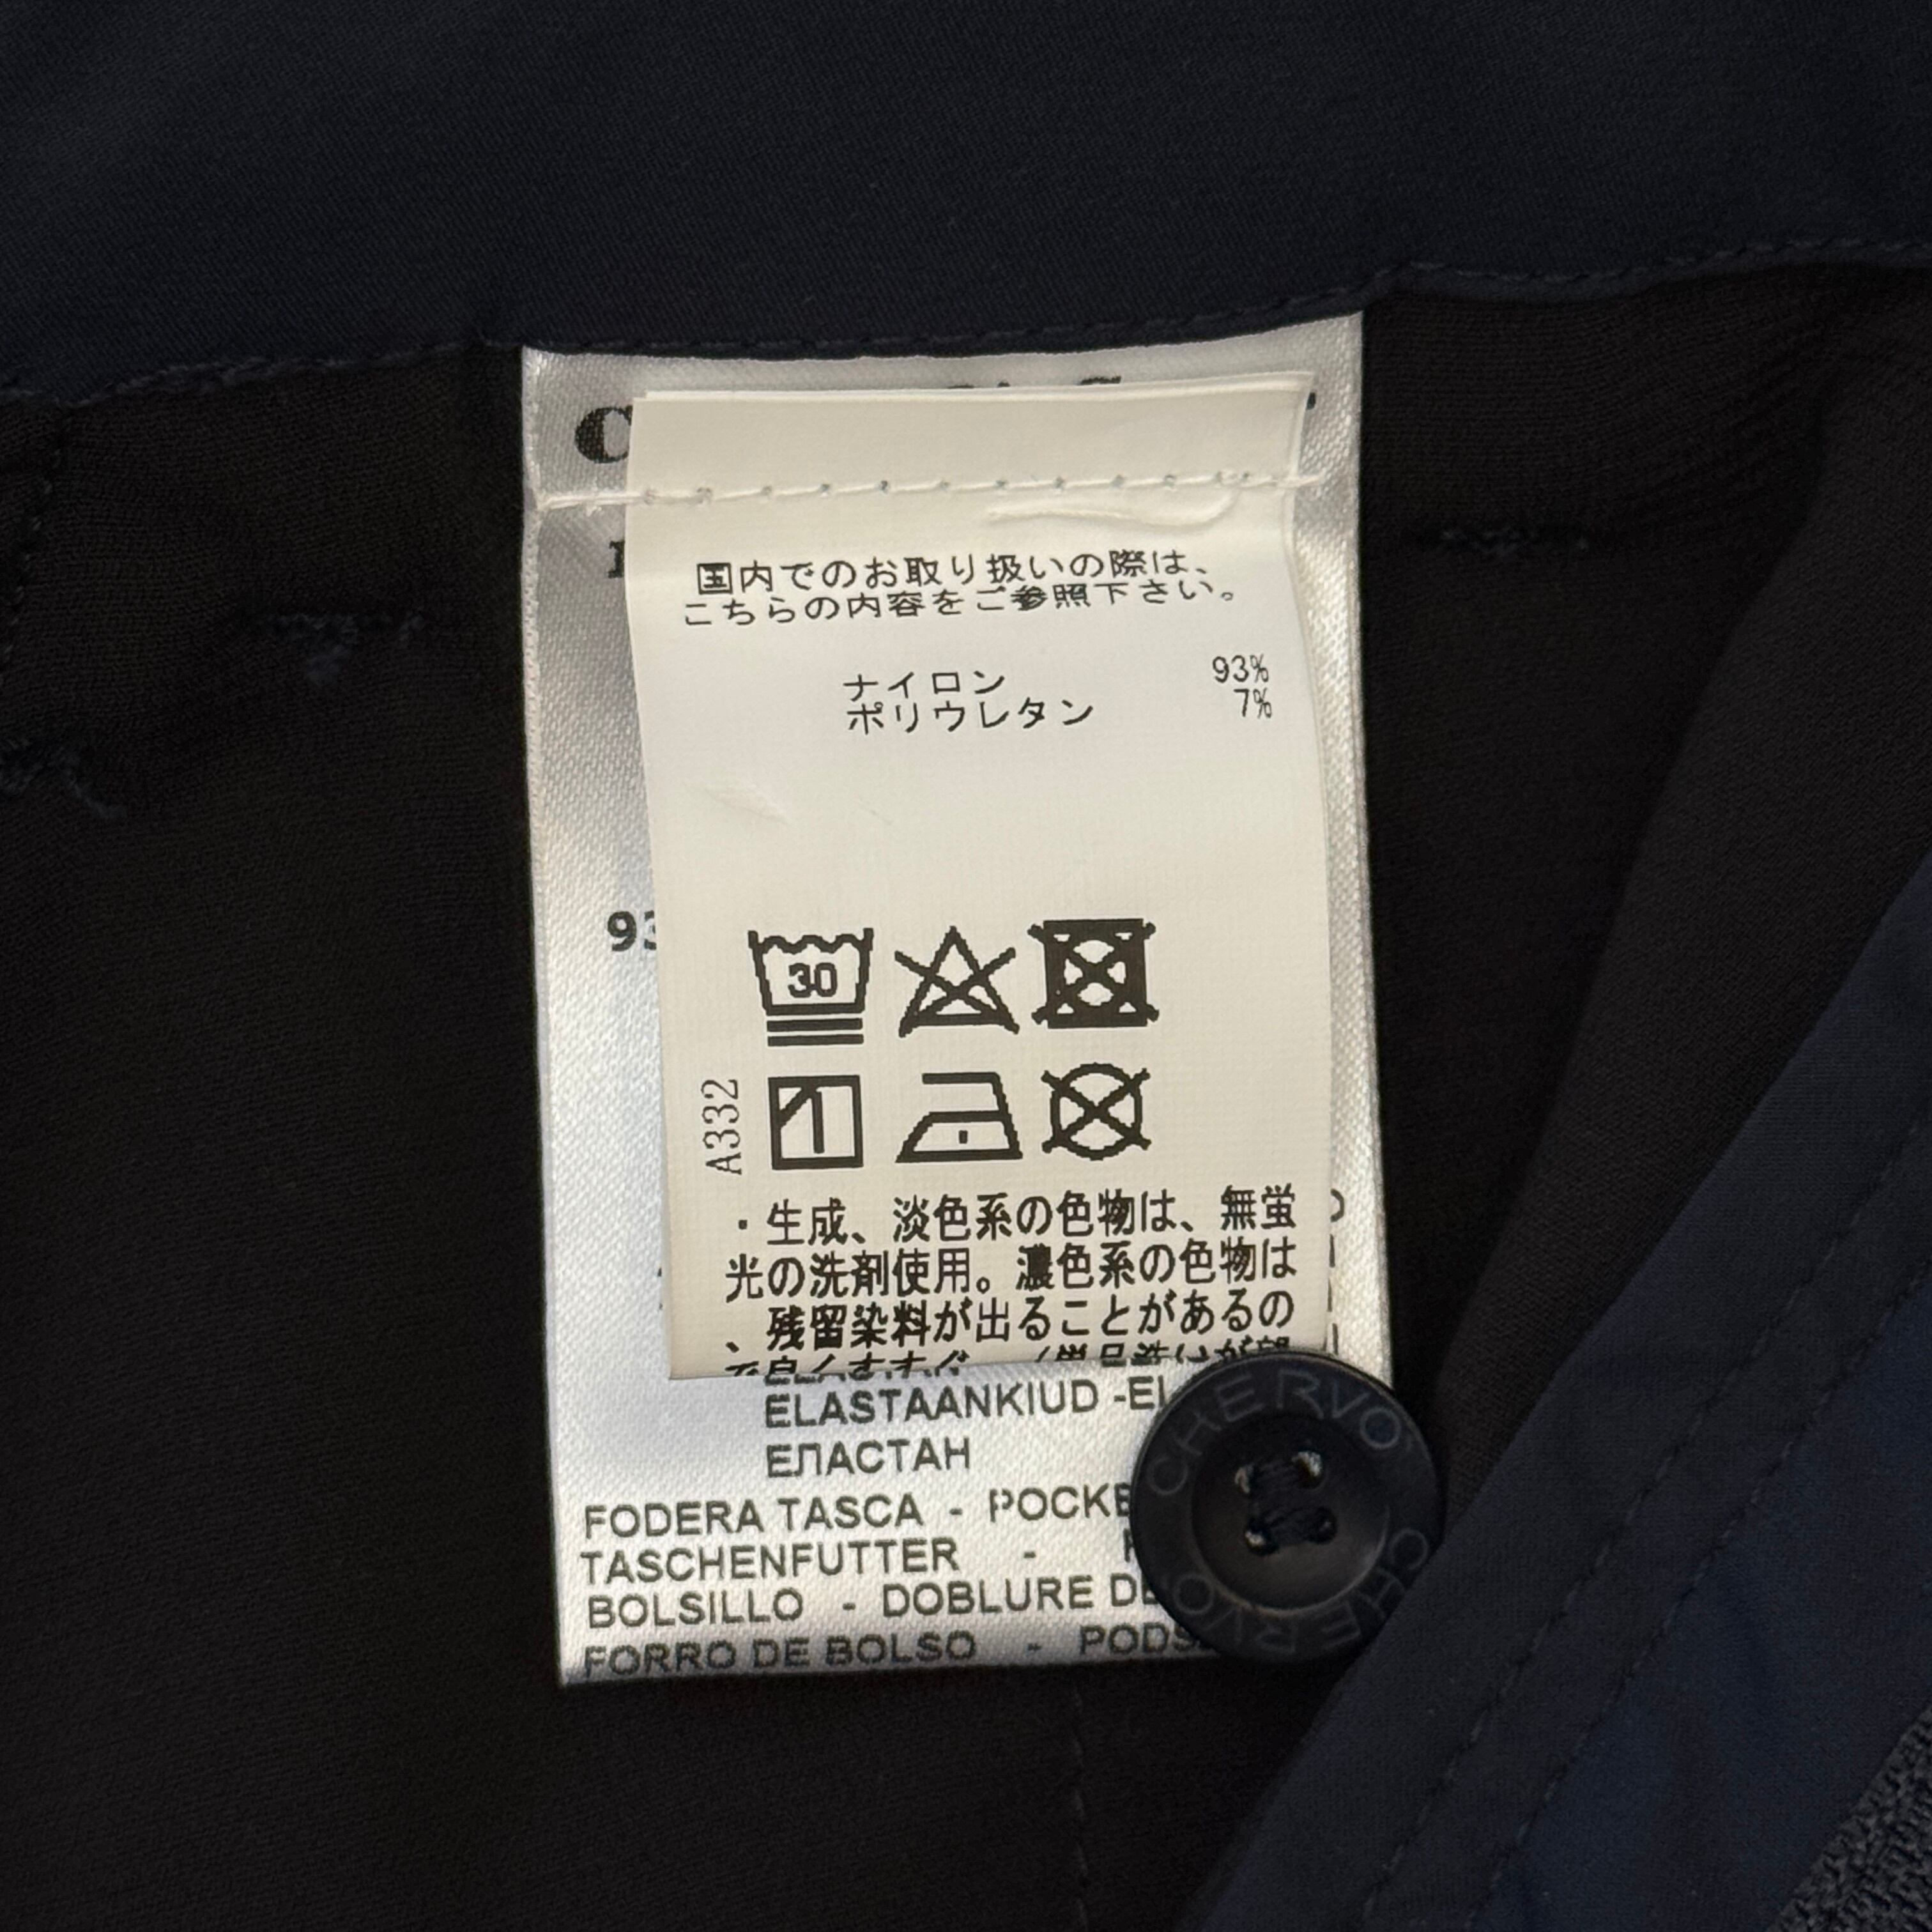 国内でのお取り扱いの際は、
こちらの内容をご参照下さい。
ナイロン 93%
ポリウレタン 7%
30
A332
・生成、淡色系の色物は、無蛍
光の洗剤使用。濃色系の色物は
、残留染料が出ることがあるの
ELASTAANKIUD -EL
ЕЛАСТАН
FODERA TASCA -
TASCHENFUTTER -
BOLSILLO - DOBLURE
FORRO DE BOLSO -
CHERVO
CHERVO